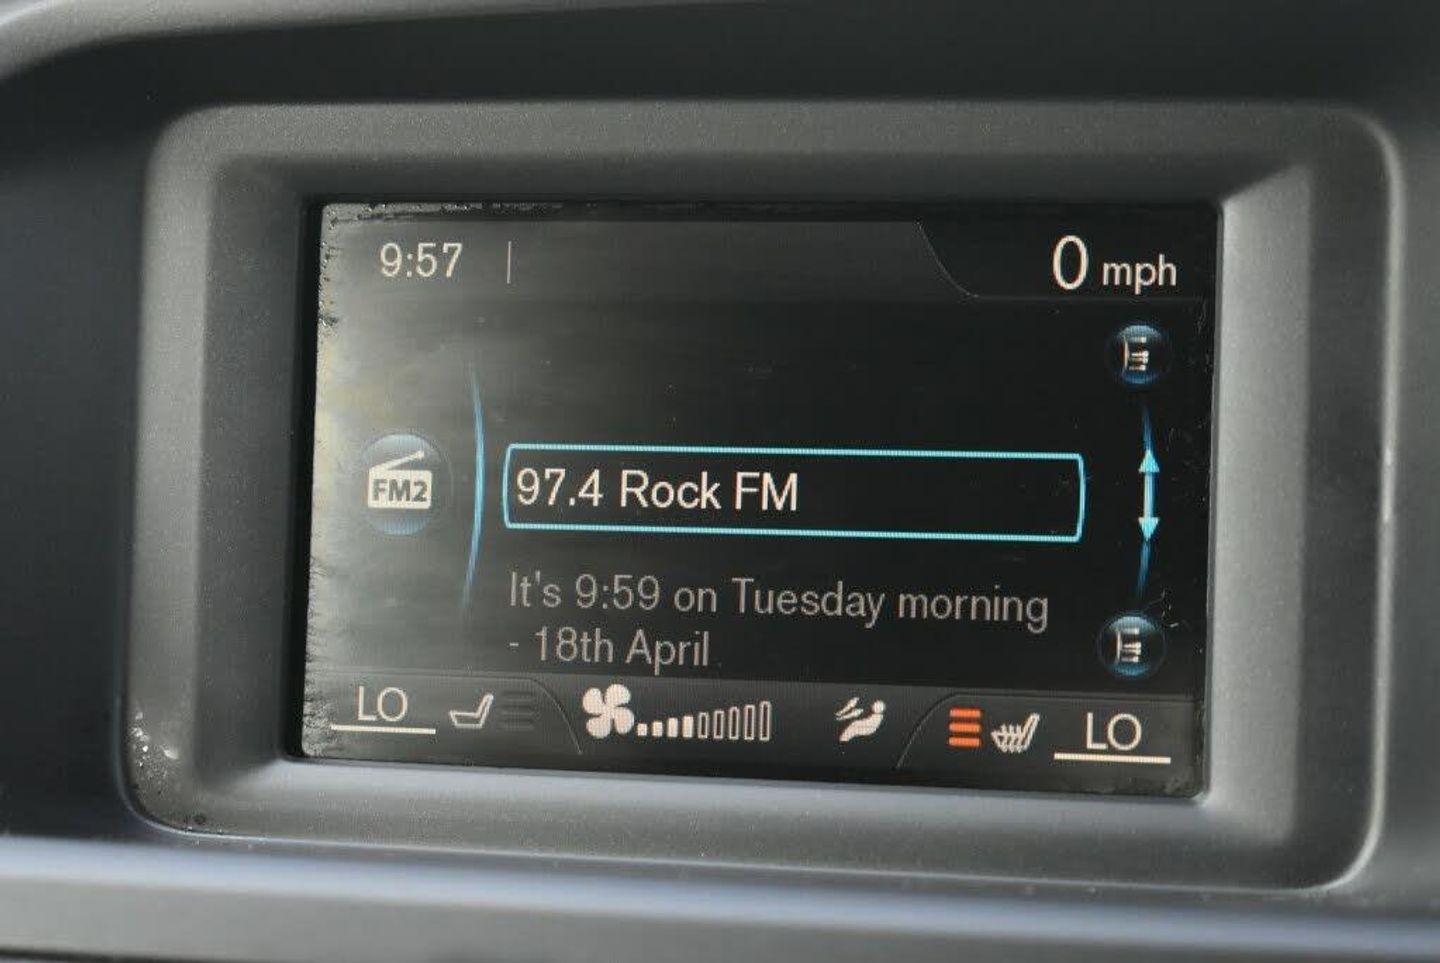 9:57 |
0 mph
FM2
97.4 Rock FM
It's 9:59 on Tuesday morning
- 18th April
LO
LO